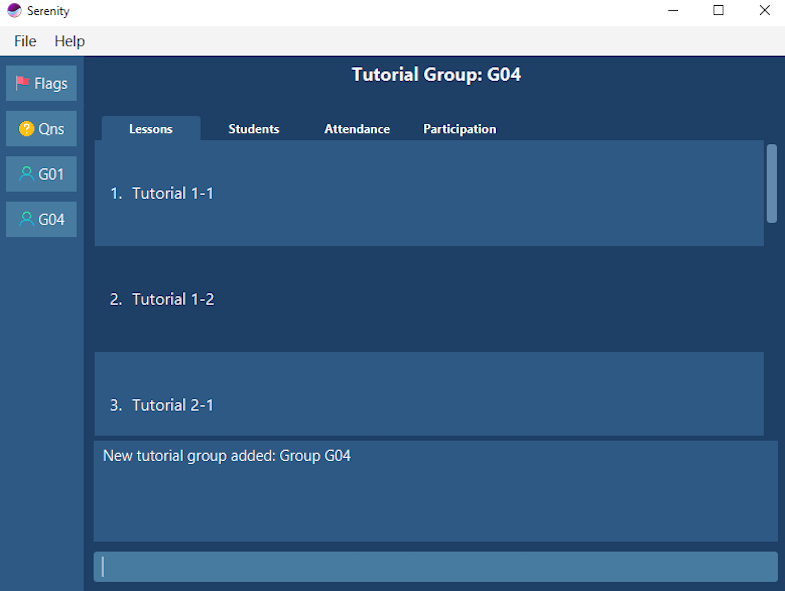 Serenity
File Help
Tutorial Group: G04
Flags
Qns
G01
G04
Lessons Students Attendance Participation
1. Tutorial 1-1
2. Tutorial 1-2
3. Tutorial 2-1
New tutorial group added: Group G04